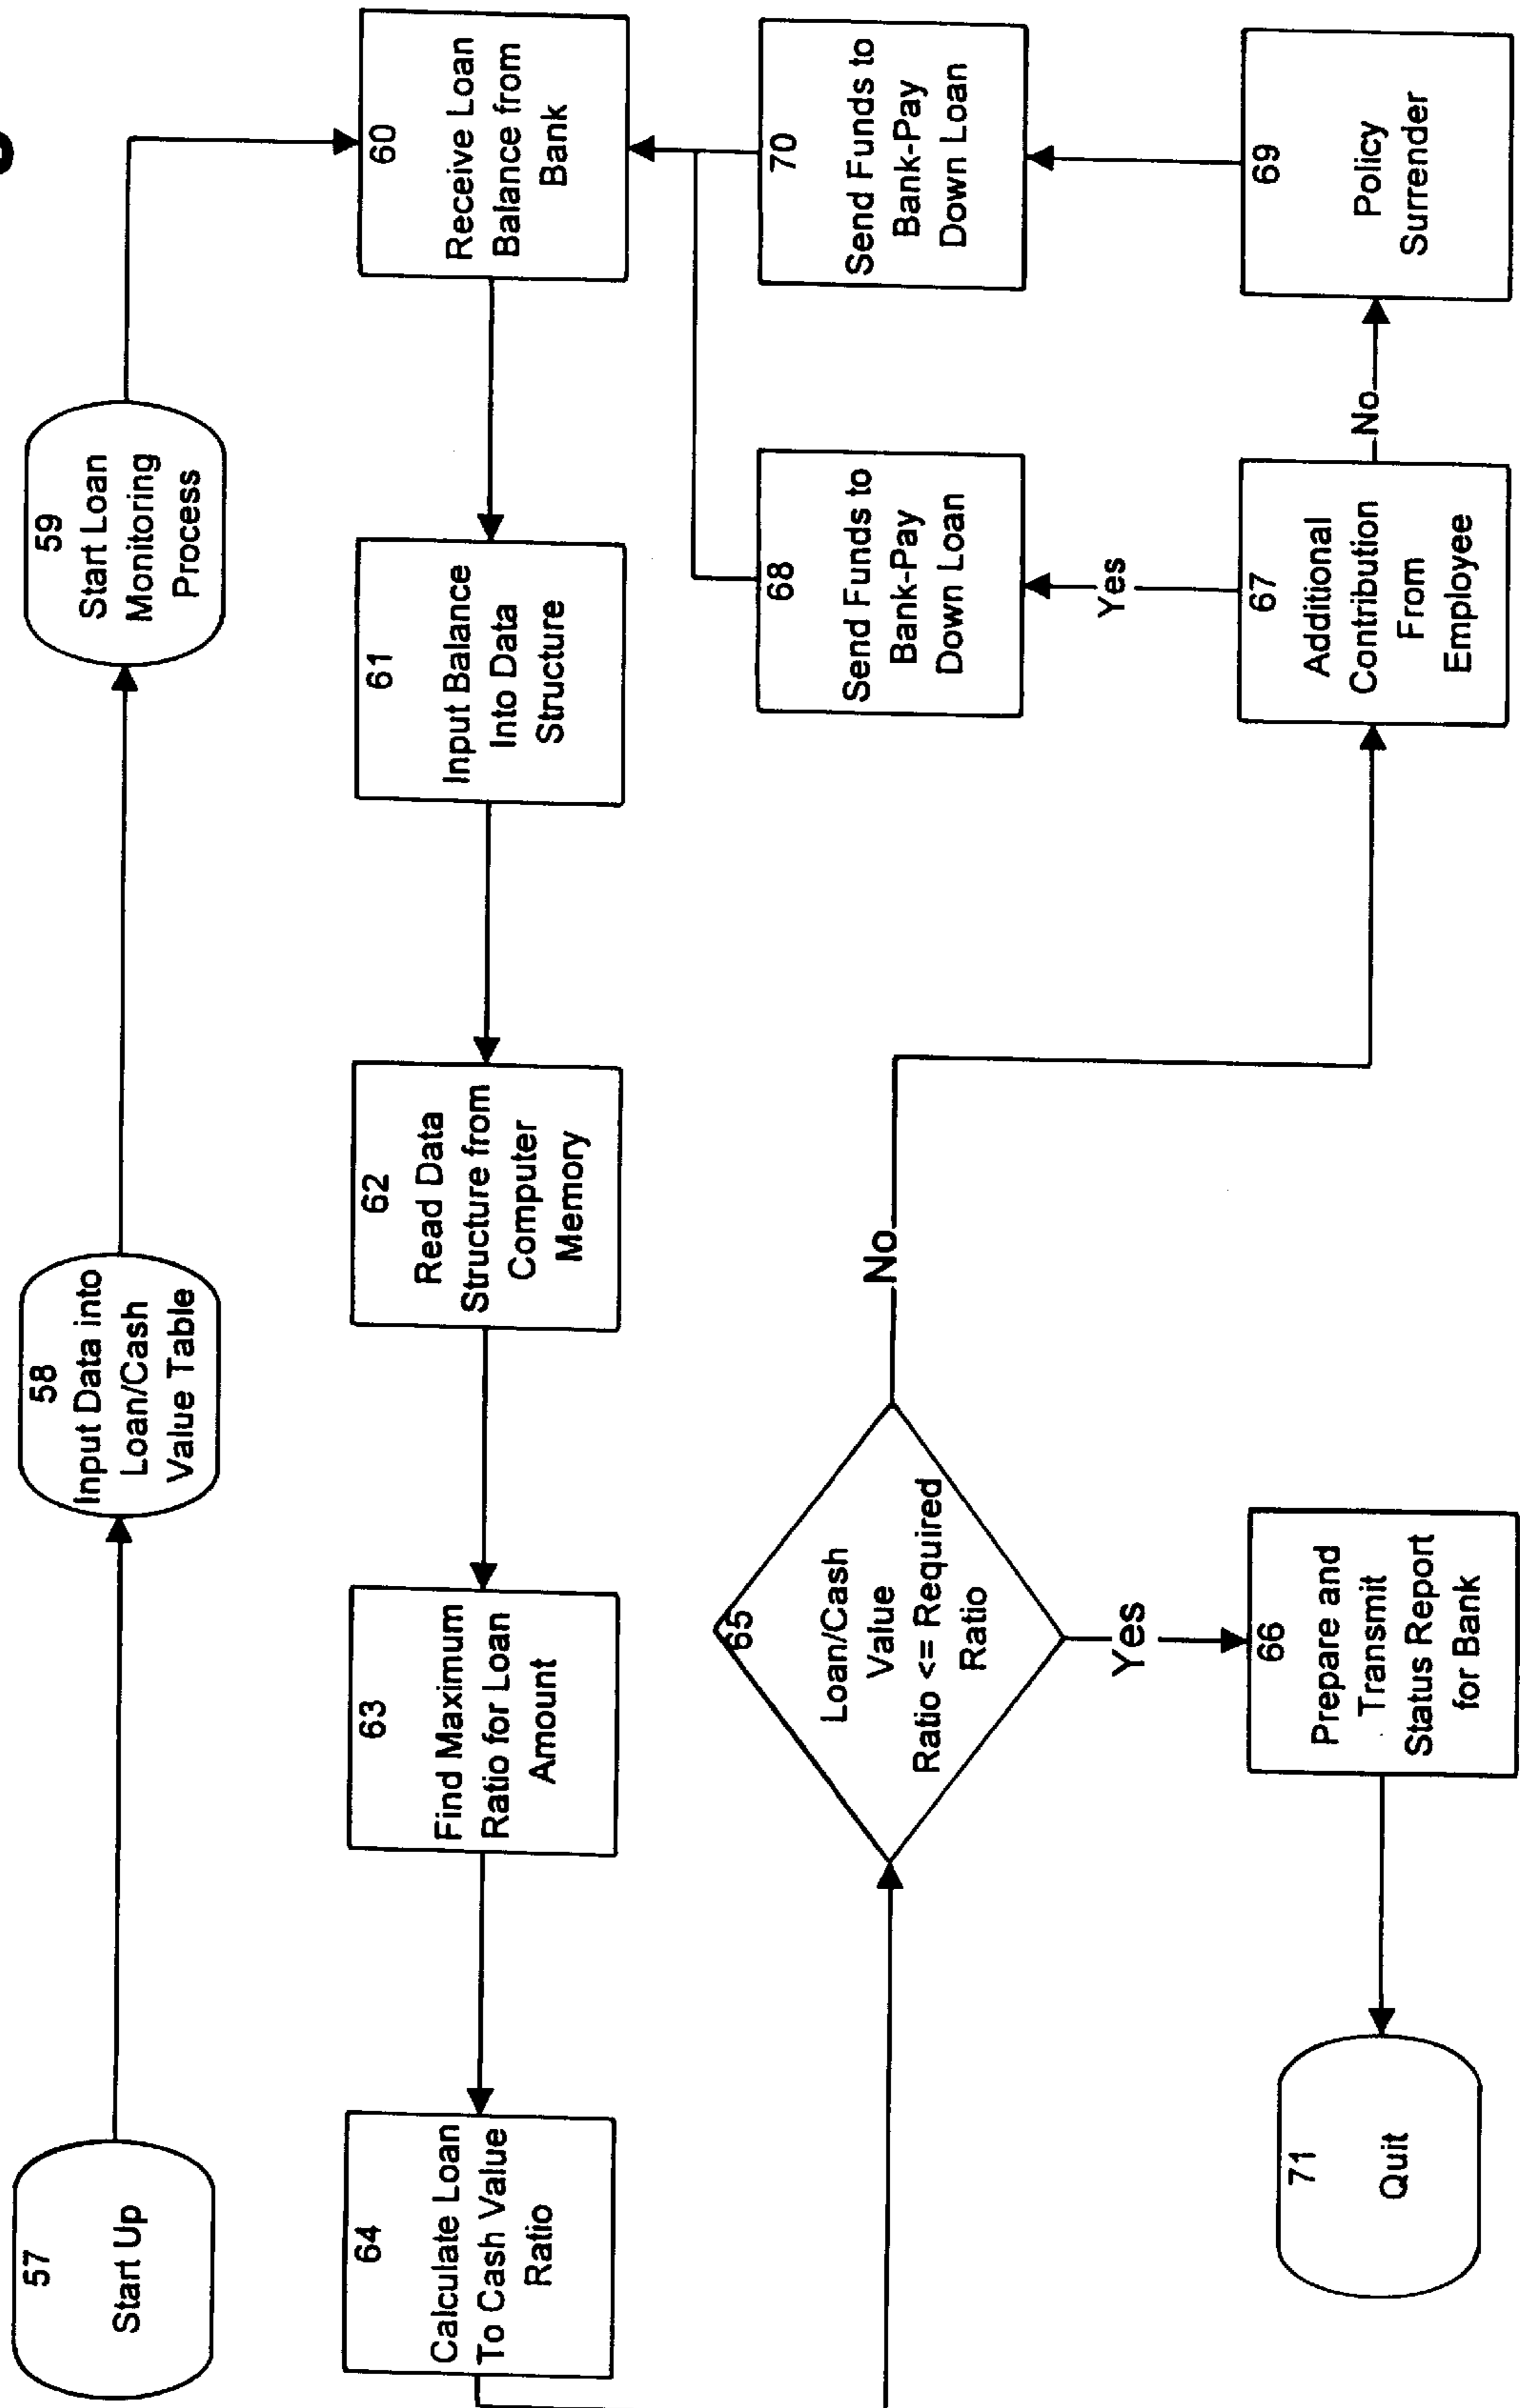 57
Start Up
58
Input Data into
Loan/Cash
Value Table
59
Start Loan
Monitoring
Process
60
Receive Loan
Balance from
Bank
61
Input Balance
Into Data
Structure
62
Read Data
Structure from
Computer
Memory
63
Find Maximum
Ratio for Loan
Amount
64
Calculate Loan
To Cash Value
Ratio
65
Loan/Cash
Value
Ratio <= Required
Ratio
No
Yes
66
Prepare and
Transmit
Status Report
for Bank
67
Additional
Contribution
From
Employee
Yes
No
68
Send Funds to
Bank-Pay
Down Loan
69
Policy
Surrender
70
Send Funds to
Bank-Pay
Down Loan
71
Quit